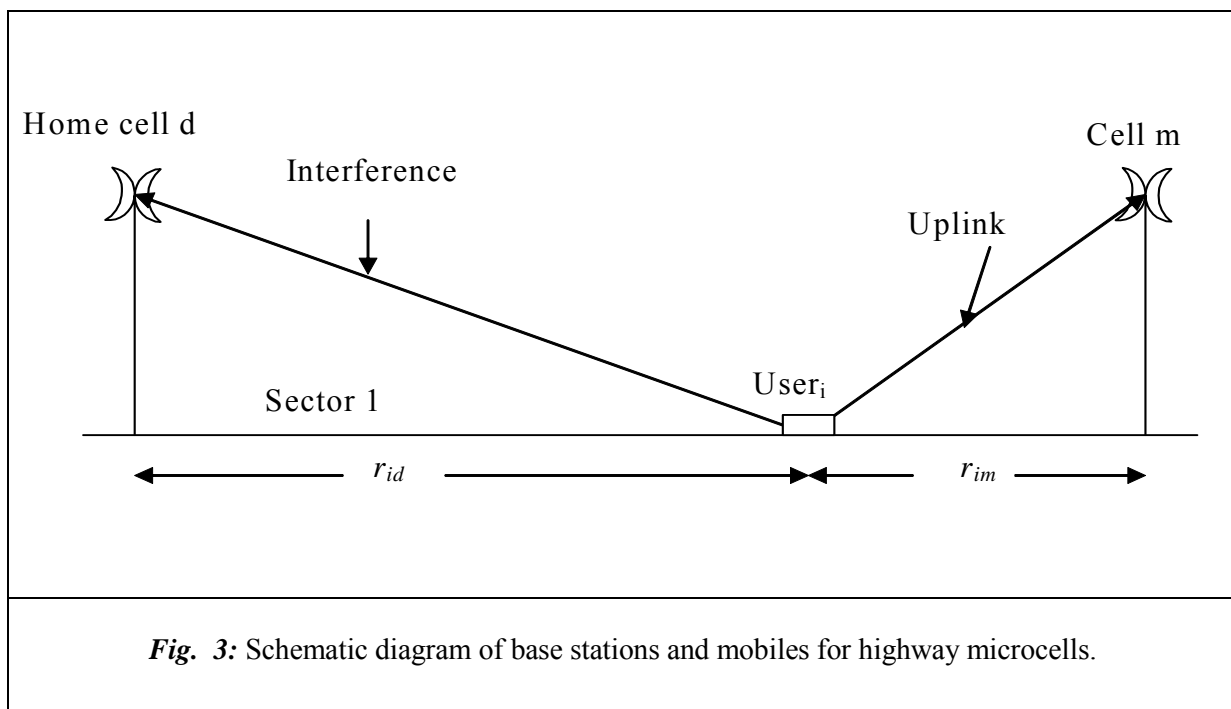 Home cell d
Cell m
Interference
Uplink
User_i
Sector 1
r_id
r_im
Fig. 3: Schematic diagram of base stations and mobiles for highway microcells.